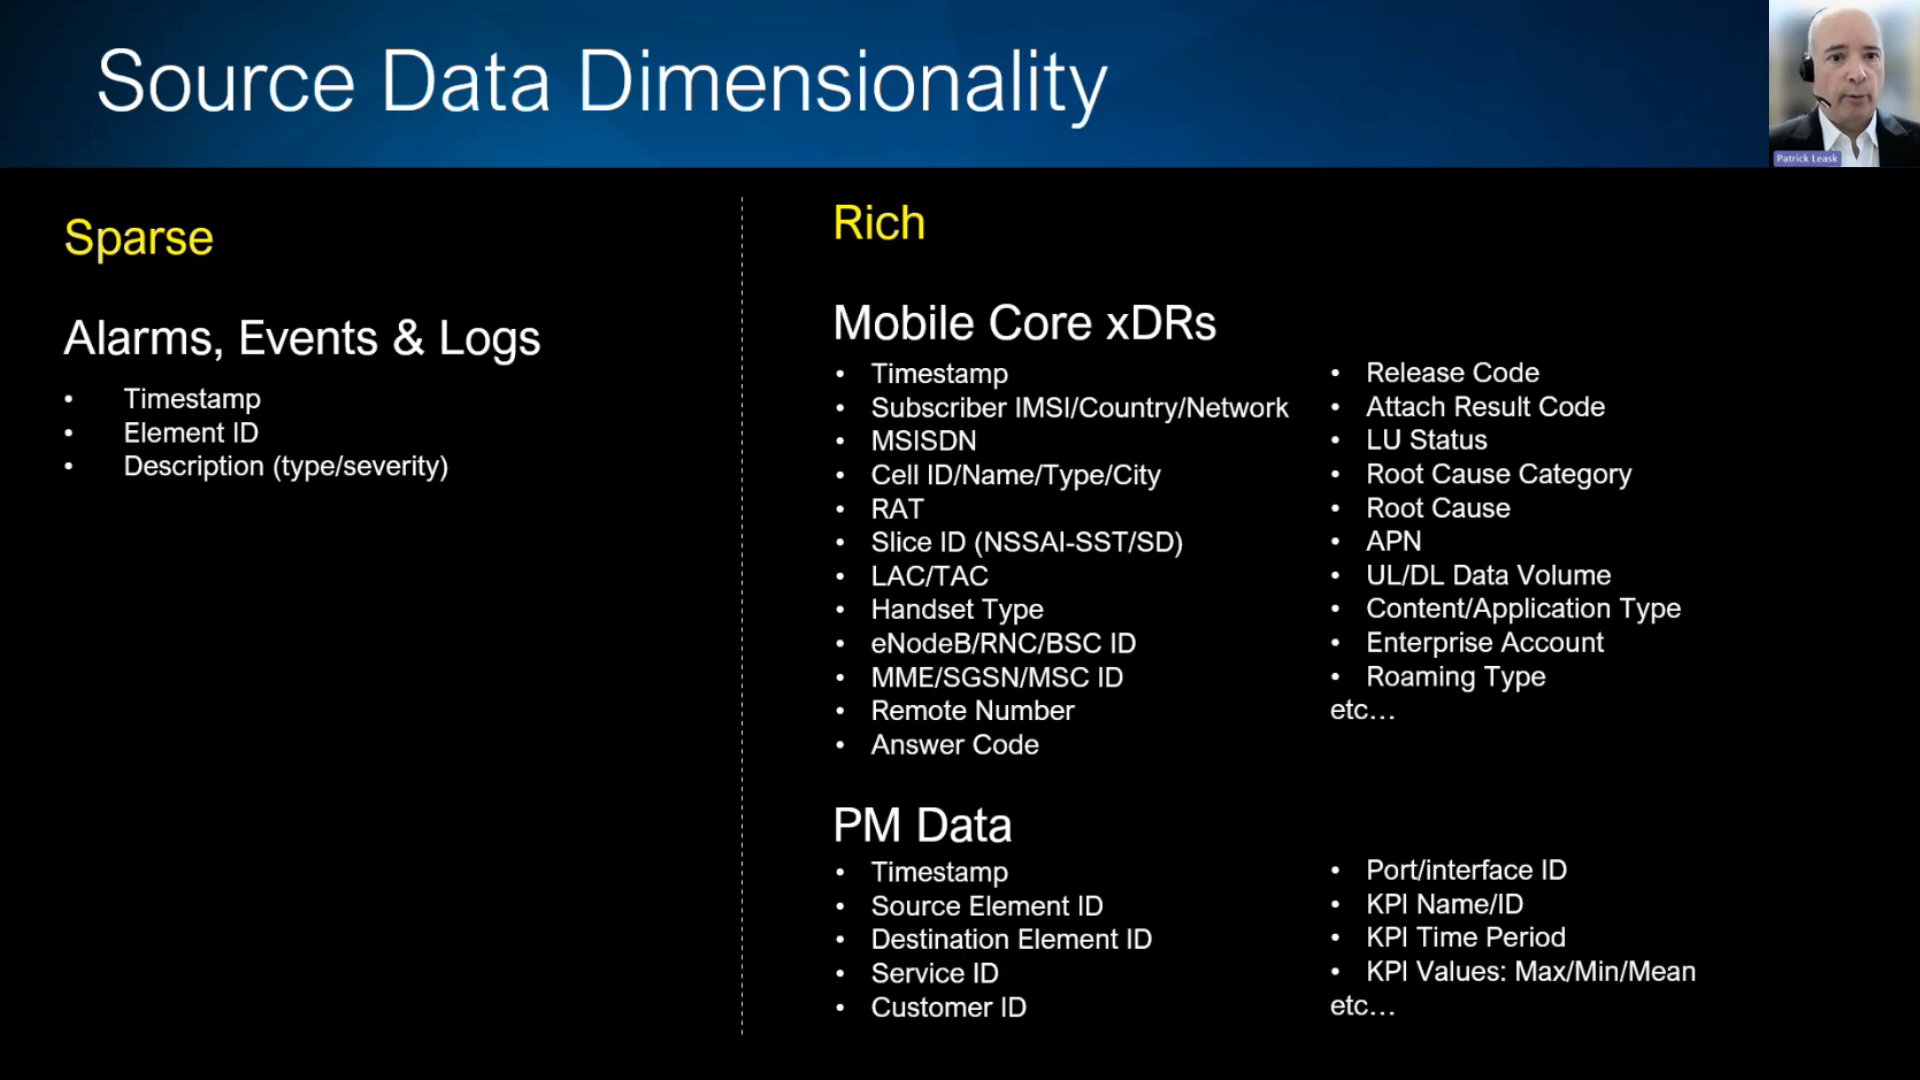 Source Data Dimensionality
Patrick Leask
Sparse
Alarms, Events & Logs
• Timestamp
• Element ID
• Description (type/severity)
Rich
Mobile Core xDRs
• Timestamp
• Subscriber IMSI/Country/Network
• MSISDN
• Cell ID/Name/Type/City
• RAT
• Slice ID (NSSAI-SST/SD)
• LAC/TAC
• Handset Type
• eNodeB/RNC/BSC ID
• MME/SGSN/MSC ID
• Remote Number
• Answer Code
• Release Code
• Attach Result Code
• LU Status
• Root Cause Category
• Root Cause
• APN
• UL/DL Data Volume
• Content/Application Type
• Enterprise Account
• Roaming Type
etc...
PM Data
• Timestamp
• Source Element ID
• Destination Element ID
• Service ID
• Customer ID
• Port/interface ID
• KPI Name/ID
• KPI Time Period
• KPI Values: Max/Min/Mean
etc...